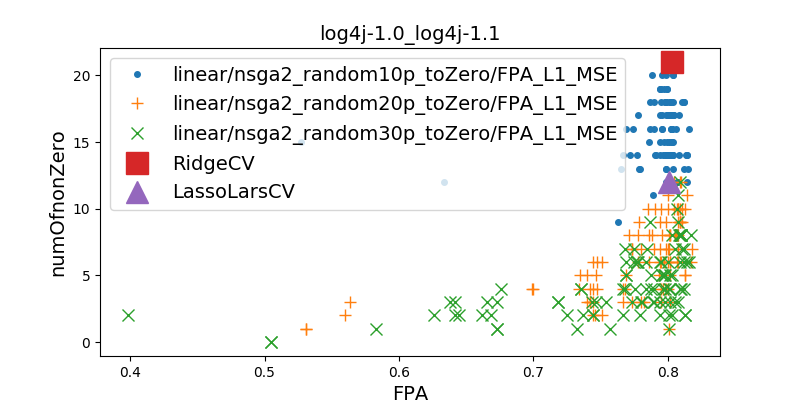 log4j-1.0_log4j-1.1
linear/nsga2_random10p_toZero/FPA_L1_MSE
linear/nsga2_random20p_toZero/FPA_L1_MSE
linear/nsga2_random30p_toZero/FPA_L1_MSE
RidgeCV
LassoLarsCV
numOfnonZero
20
15
10
5
0
0.4 0.5 0.6 0.7 0.8
FPA